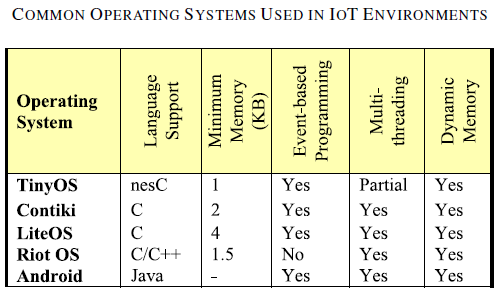 COMMON OPERATING SYSTEMS USED IN IOT ENVIRONMENTS
Operating System Language Support Minimum Memory (KB) Event-based Programming Multi-threading Dynamic Memory
TinyOS nesC 1 Yes Partial Yes
Contiki C 2 Yes Yes Yes
LiteOS C 4 Yes Yes Yes
Riot OS C/C++ 1.5 No Yes Yes
Android Java - Yes Yes Yes